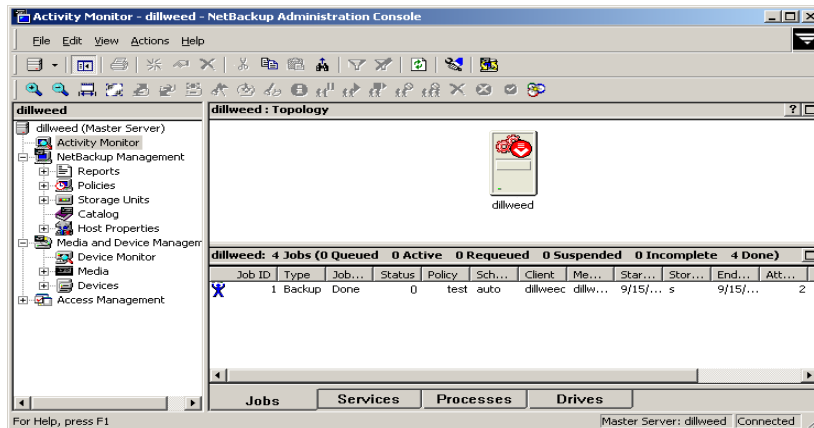 Activity Monitor - dillweed - NetBackup Administration Console
File Edit View Actions Help
dillweed
dillweed (Master Server)
Activity Monitor
NetBackup Management
Reports
Policies
Storage Units
Catalog
Host Properties
Media and Device Managem
Device Monitor
Media
Devices
Access Management
dillweed : Topology
dillweed
dillweed: 4 Jobs (0 Queued 0 Active 0 Requeued 0 Suspended 0 Incomplete 4 Done)
Job ID Type Job... Status Policy Sch... Client Me... Star... Stor... End... Att...
1 Backup Done 0 test auto dillweec dillw... 9/15/... s 9/15/... 2
Jobs Services Processes Drives
For Help, press F1
Master Server: dillweed Connected